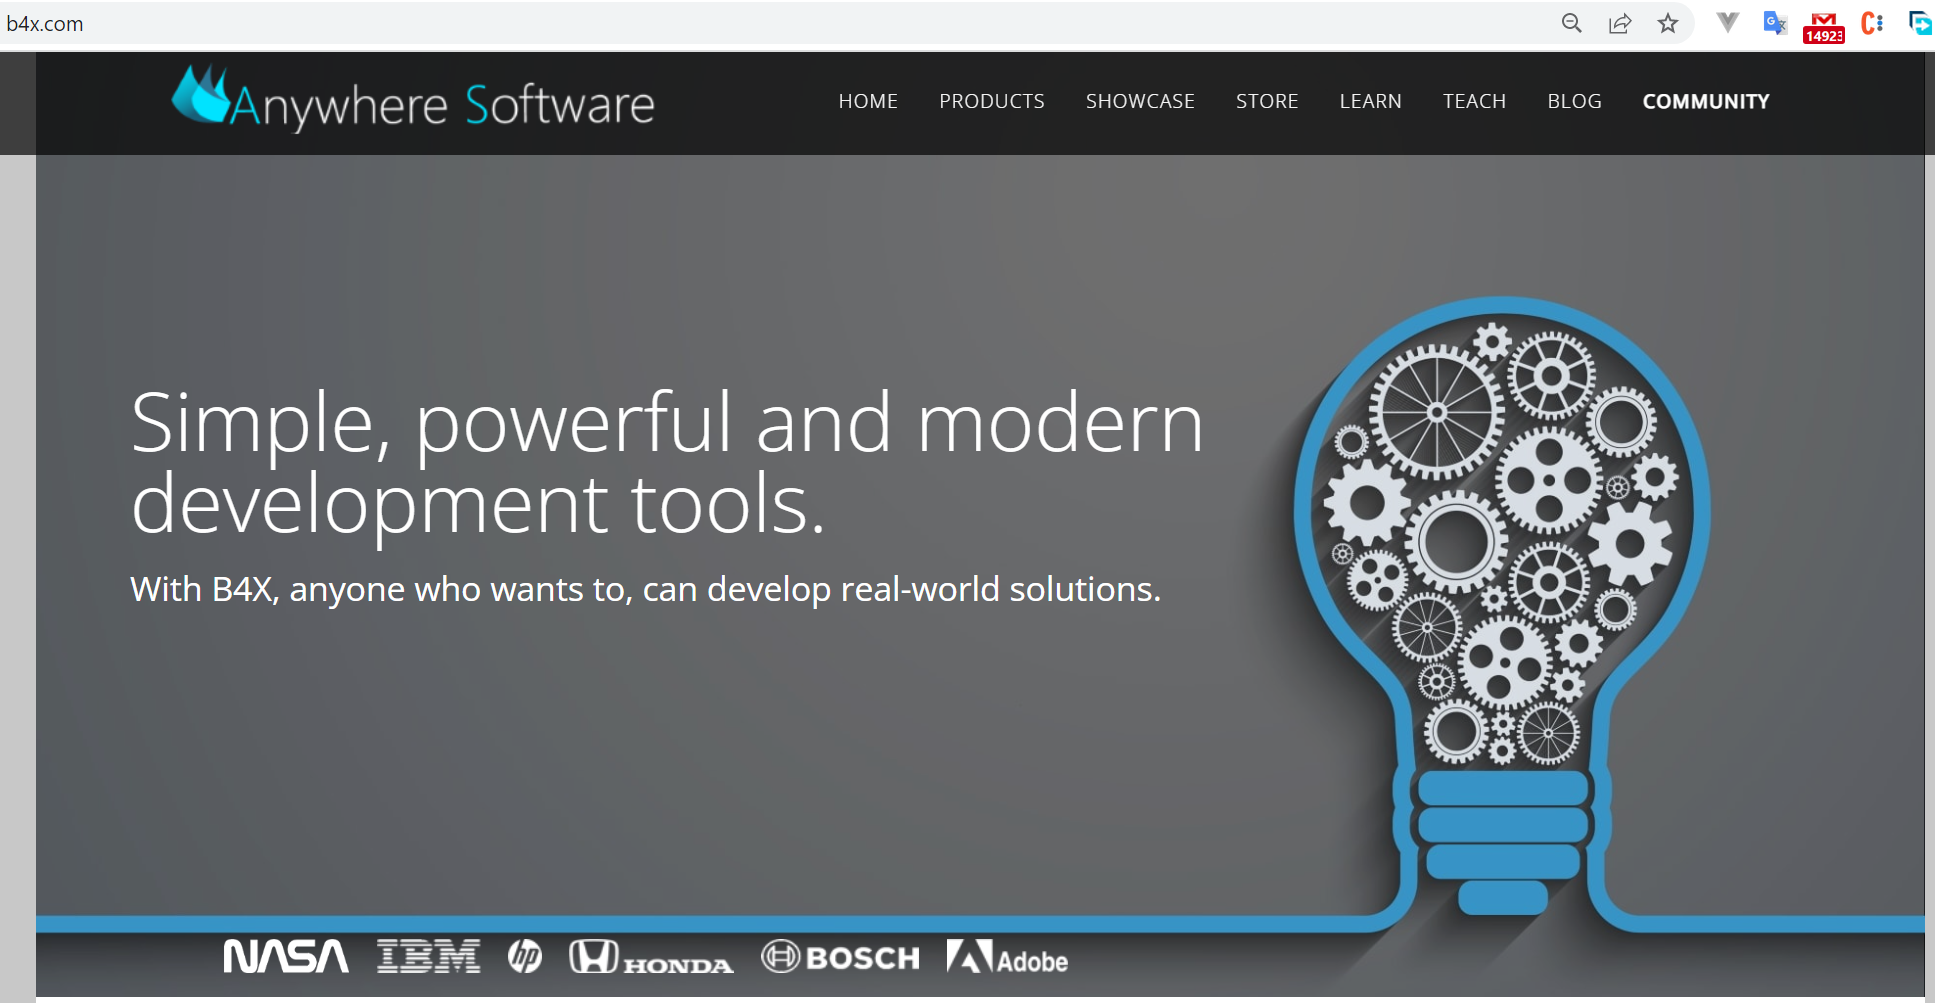 b4x.com
14923
Anywhere Software
HOME PRODUCTS SHOWCASE STORE LEARN TEACH BLOG COMMUNITY
Simple, powerful and modern
development tools.
With B4X, anyone who wants to, can develop real-world solutions.
NASA IBM hp HONDA BOSCH Adobe